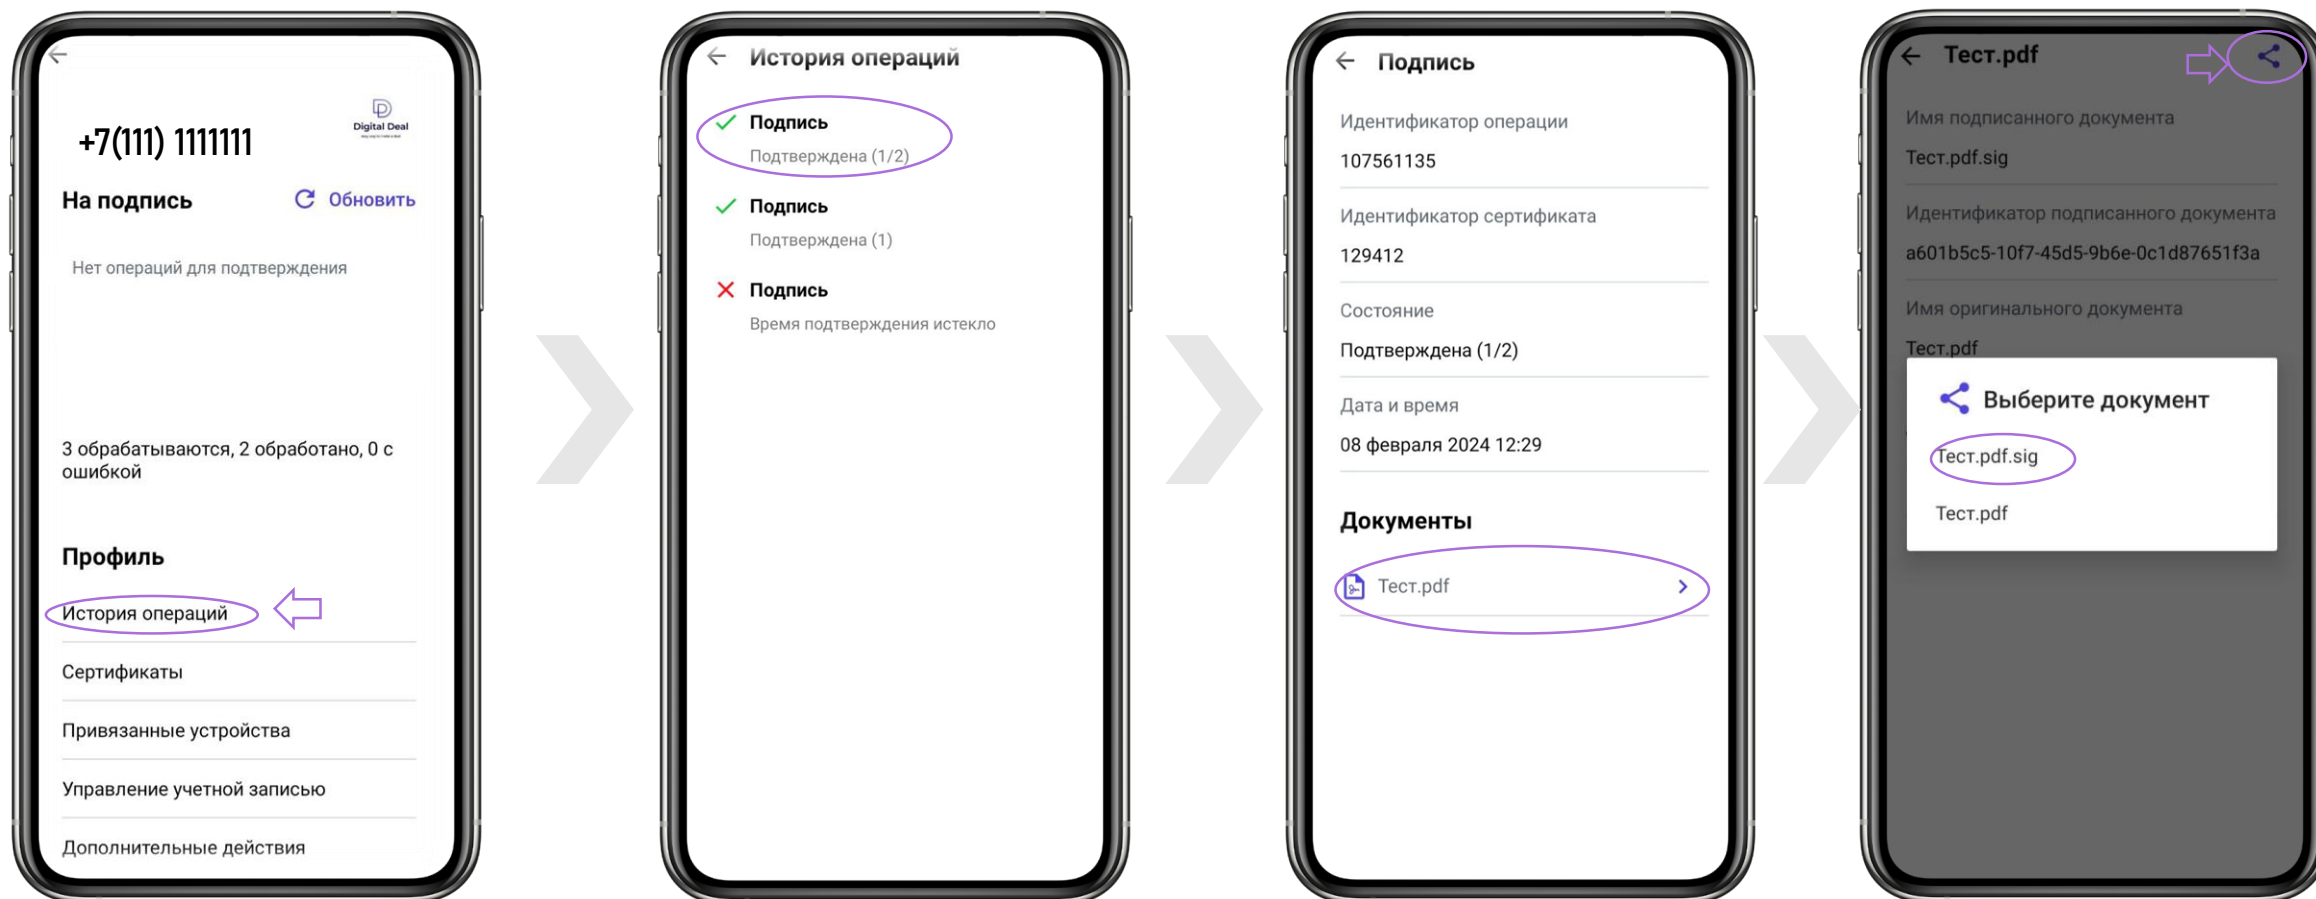 +7(111) 1111111
Digital Deal
На подпись
Обновить
Нет операций для подтверждения
3 обрабатываются, 2 обработано, 0 с
ошибкой
Профиль
История операций
Сертификаты
Привязанные устройства
Управление учетной записью
Дополнительные действия
История операций
Подпись
Подтверждена (1/2)
Подпись
Подтверждена (1)
Подпись
Время подтверждения истекло
Подпись
Идентификатор операции
107561135
Идентификатор сертификата
129412
Состояние
Подтверждена (1/2)
Дата и время
08 февраля 2024 12:29
Документы
Тест.pdf
Тест.pdf
Имя подписанного документа
Тест.pdf.sig
Идентификатор подписанного документа
a601b5c5-10f7-45d5-9b6e-0c1d87651f3a
Имя оригинального документа
Тест.pdf
Выберите документ
Тест.pdf.sig
Тест.pdf